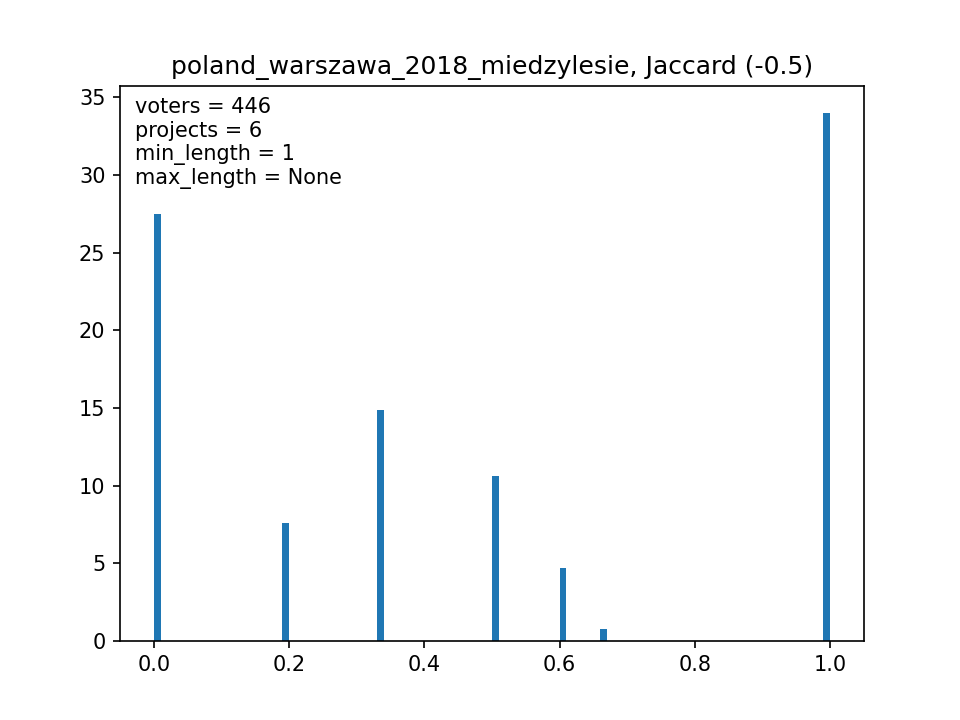 poland_warszawa_2018_miedzylesie, Jaccard (-0.5)
voters = 446
projects = 6
min_length = 1
max_length = None
35
30
25
20
15
10
5
0
0.0 0.2 0.4 0.6 0.8 1.0